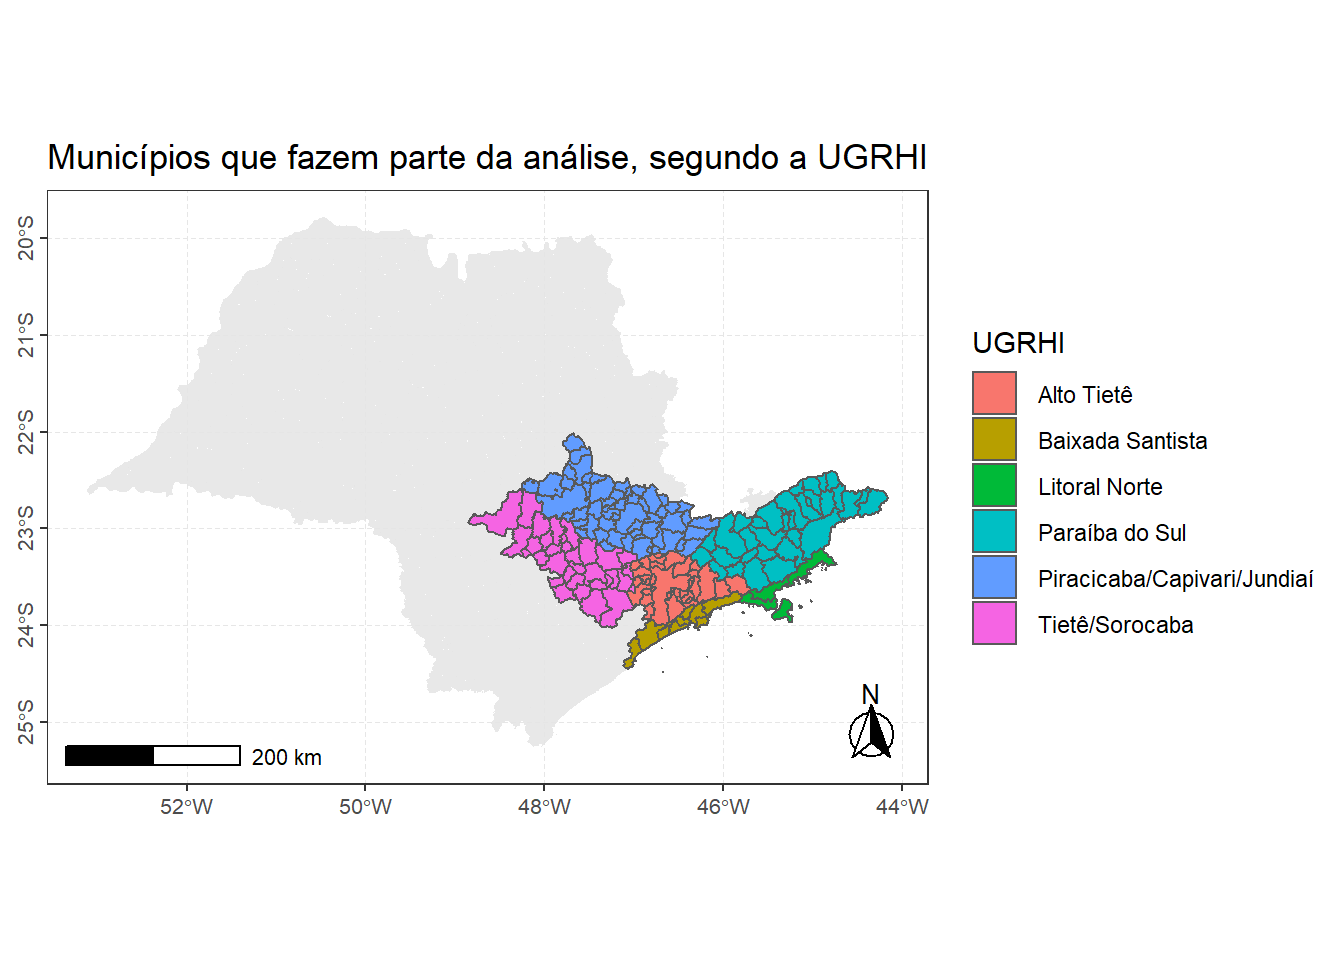 Municípios que fazem parte da análise, segundo a UGRHI
20°S
21°S
22°S
23°S
24°S
25°S
52°W
50°W
48°W
46°W
44°W
200 km
N
UGRHI
Alto Tietê
Baixada Santista
Litoral Norte
Paraíba do Sul
Piracicaba/Capivari/Jundiaí
Tietê/Sorocaba